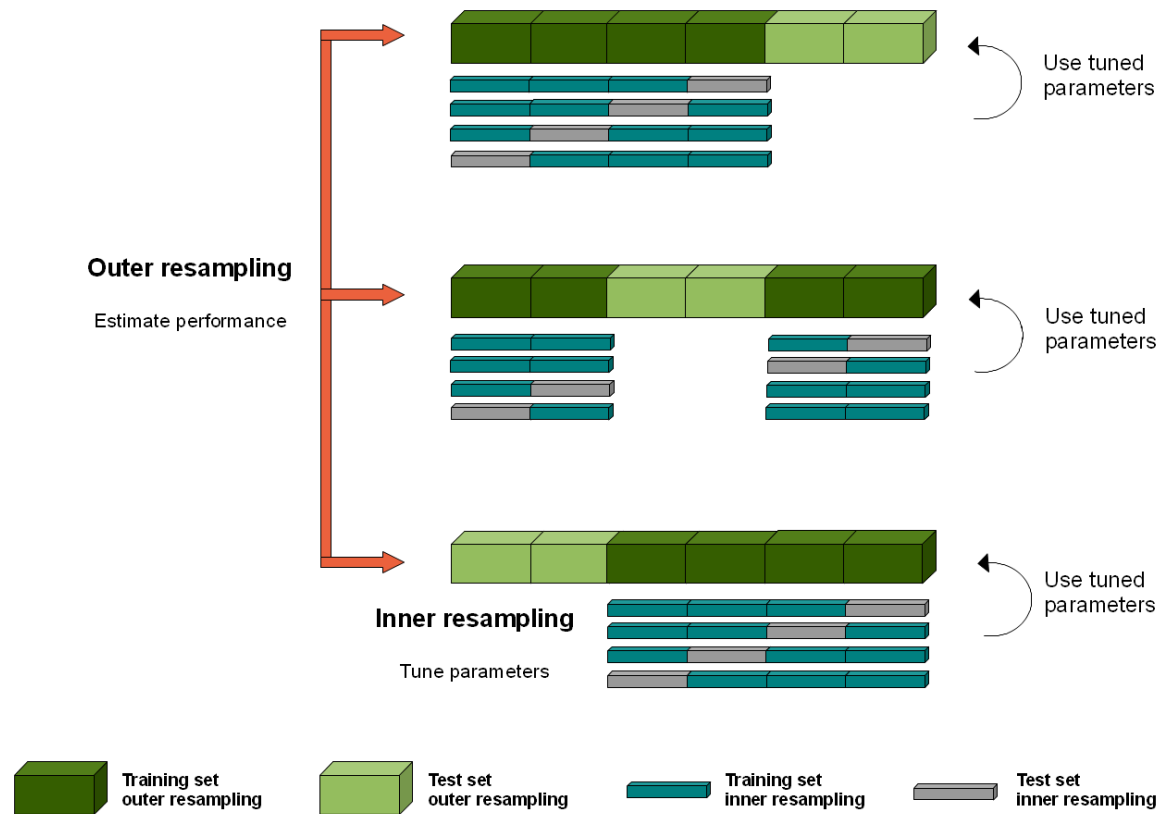 Use tuned
parameters
Outer resampling
Estimate performance
Use tuned
parameters
Inner resampling
Tune parameters
Use tuned
parameters
Training set
outer resampling
Test set
outer resampling
Training set
inner resampling
Test set
inner resampling